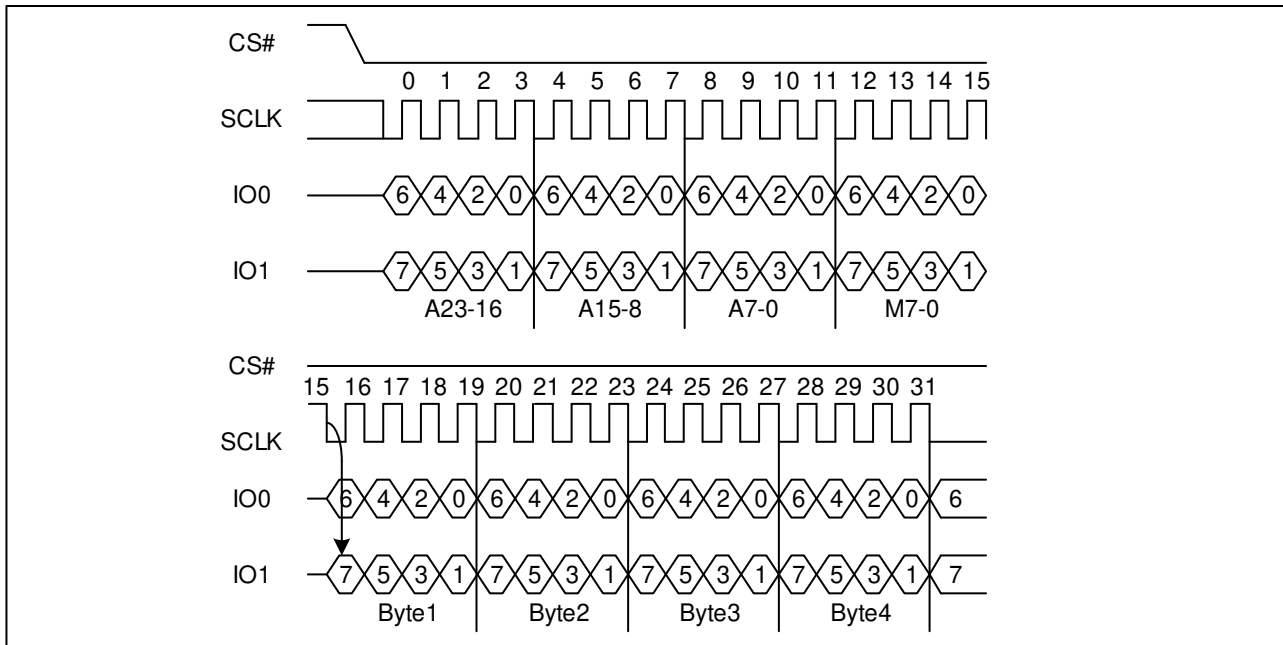 CS#
0 1 2 3 4 5 6 7 8 9 10 11 12 13 14 15
SCLK
IO0 6 4 2 0 6 4 2 0 6 4 2 0 6 4 2 0
IO1 7 5 3 1 7 5 3 1 7 5 3 1 7 5 3 1
A23-16 A15-8 A7-0 M7-0
CS#
15 16 17 18 19 20 21 22 23 24 25 26 27 28 29 30 31
SCLK
IO0 6 4 2 0 6 4 2 0 6 4 2 0 6 4 2 0 6
IO1 7 5 3 1 7 5 3 1 7 5 3 1 7 5 3 1 7
Byte1 Byte2 Byte3 Byte4